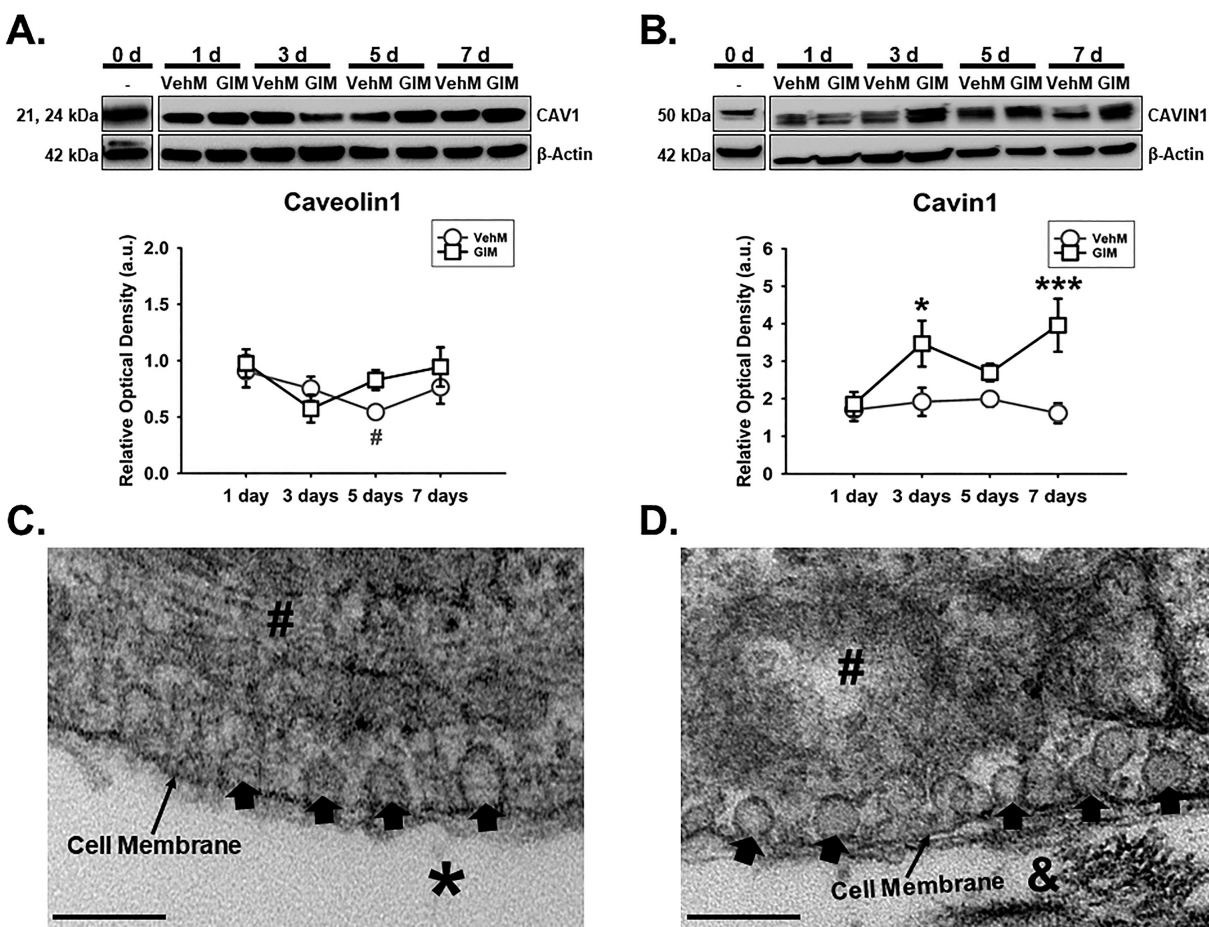 A.
0 d 1 d 3 d 5 d 7 d
- VehM GIM VehM GIM VehM GIM VehM GIM
21, 24 kDa CAV1
42 kDa β-Actin
Caveolin1
VehM
GIM
Relative Optical Density (a.u.)
2.0
1.5
1.0
0.5
0.0
#
1 day 3 days 5 days 7 days
B.
0 d 1 d 3 d 5 d 7 d
- VehM GIM VehM GIM VehM GIM VehM GIM
50 kDa CAVIN1
42 kDa β-Actin
Cavin1
VehM
GIM
Relative Optical Density (a.u.)
6
5
4
3
2
1
0
*
***
1 day 3 days 5 days 7 days
C.
#
Cell Membrane
*
D.
#
Cell Membrane
&